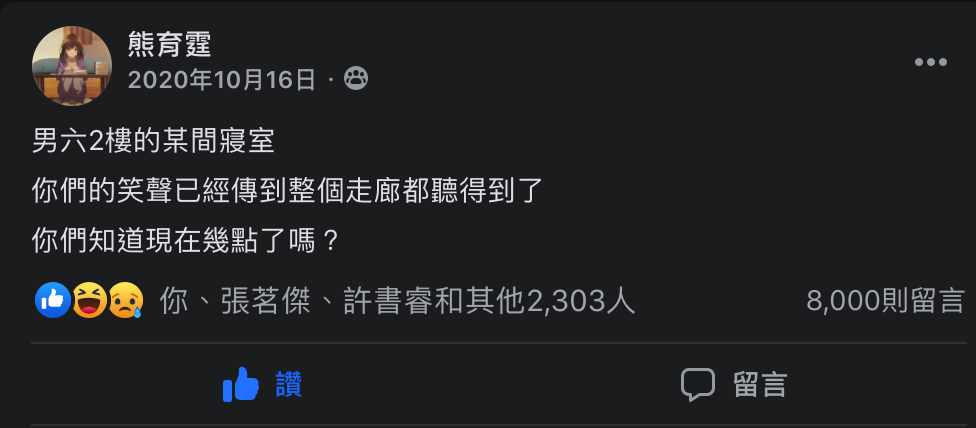 熊育霆
2020年10月16日 ·
男六2樓的某間寢室
你們的笑聲已經傳到整個走廊都聽得到了
你們知道現在幾點了嗎？
你、張茗傑、許書睿和其他2,303人
8,000則留言
讚
留言